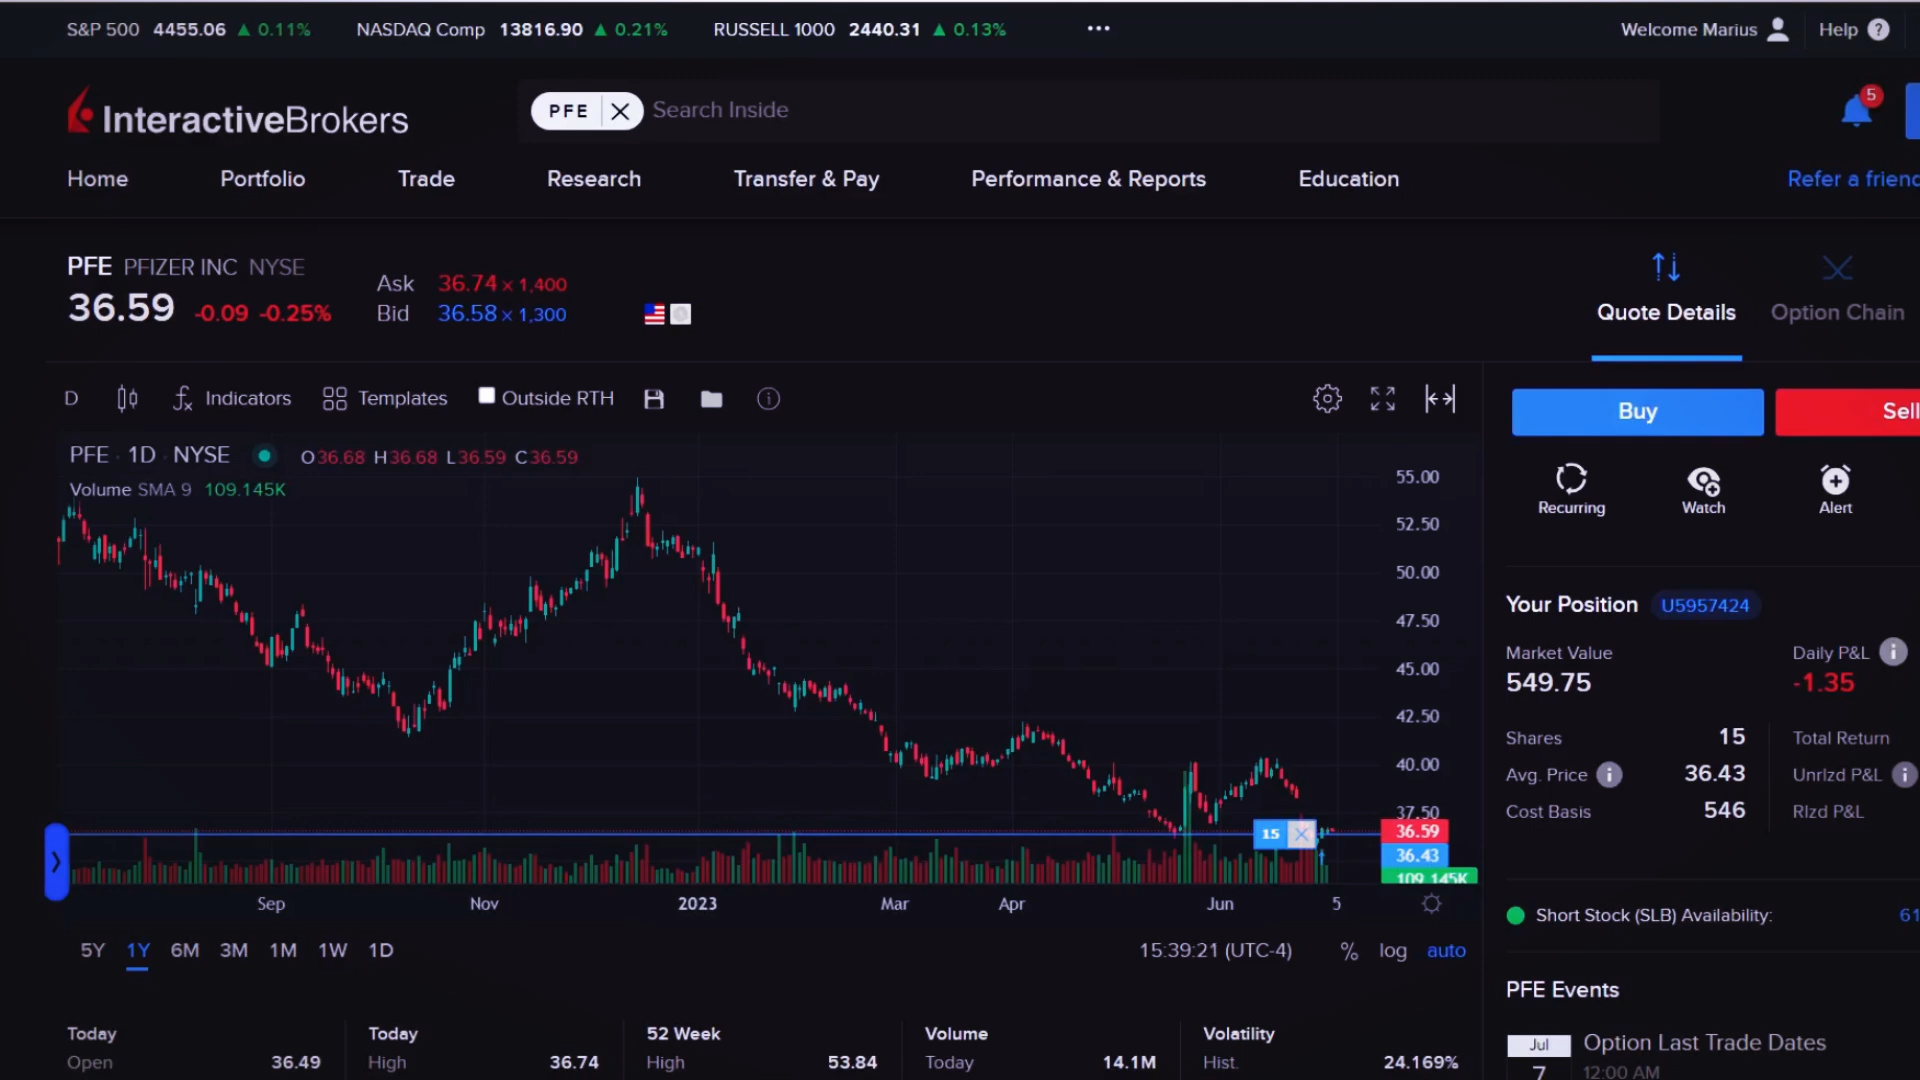 S&P 500 4455.06 ▲ 0.11% NASDAQ Comp 13816.90 ▲ 0.21% RUSSELL 1000 2440.31 ▲ 0.13% ••• Welcome Marius Help ?
InteractiveBrokers PFE Search Inside 5
Home Portfolio Trade Research Transfer & Pay Performance & Reports Education Refer a friend
PFE PFIZER INC NYSE
36.59 -0.09 -0.25%
Ask 36.74 × 1,400
Bid 36.58 × 1,300
Quote Details Option Chain
D Indicators Templates Outside RTH
PFE · 1D · NYSE O36.68 H36.68 L36.59 C36.59
Volume SMA 9 109.145K
55.00
52.50
50.00
47.50
45.00
42.50
40.00
37.50
15
36.59
36.43
109.145K
Sep Nov 2023 Mar Apr Jun 5
5Y 1Y 6M 3M 1M 1W 1D 15:39:21 (UTC-4) % log auto
Today
Open 36.49
Today
High 36.74
52 Week
High 53.84
Volume
Today 14.1M
Volatility
Hist. 24.169%
Buy Sell
Recurring Watch Alert
Your Position U5957424
Market Value Daily P&L
549.75 -1.35
Shares 15 Total Return
Avg. Price 36.43 Unrlzd P&L
Cost Basis 546 Rlzd P&L
Short Stock (SLB) Availability: 61
PFE Events
Jul Option Last Trade Dates
7 12:00 AM